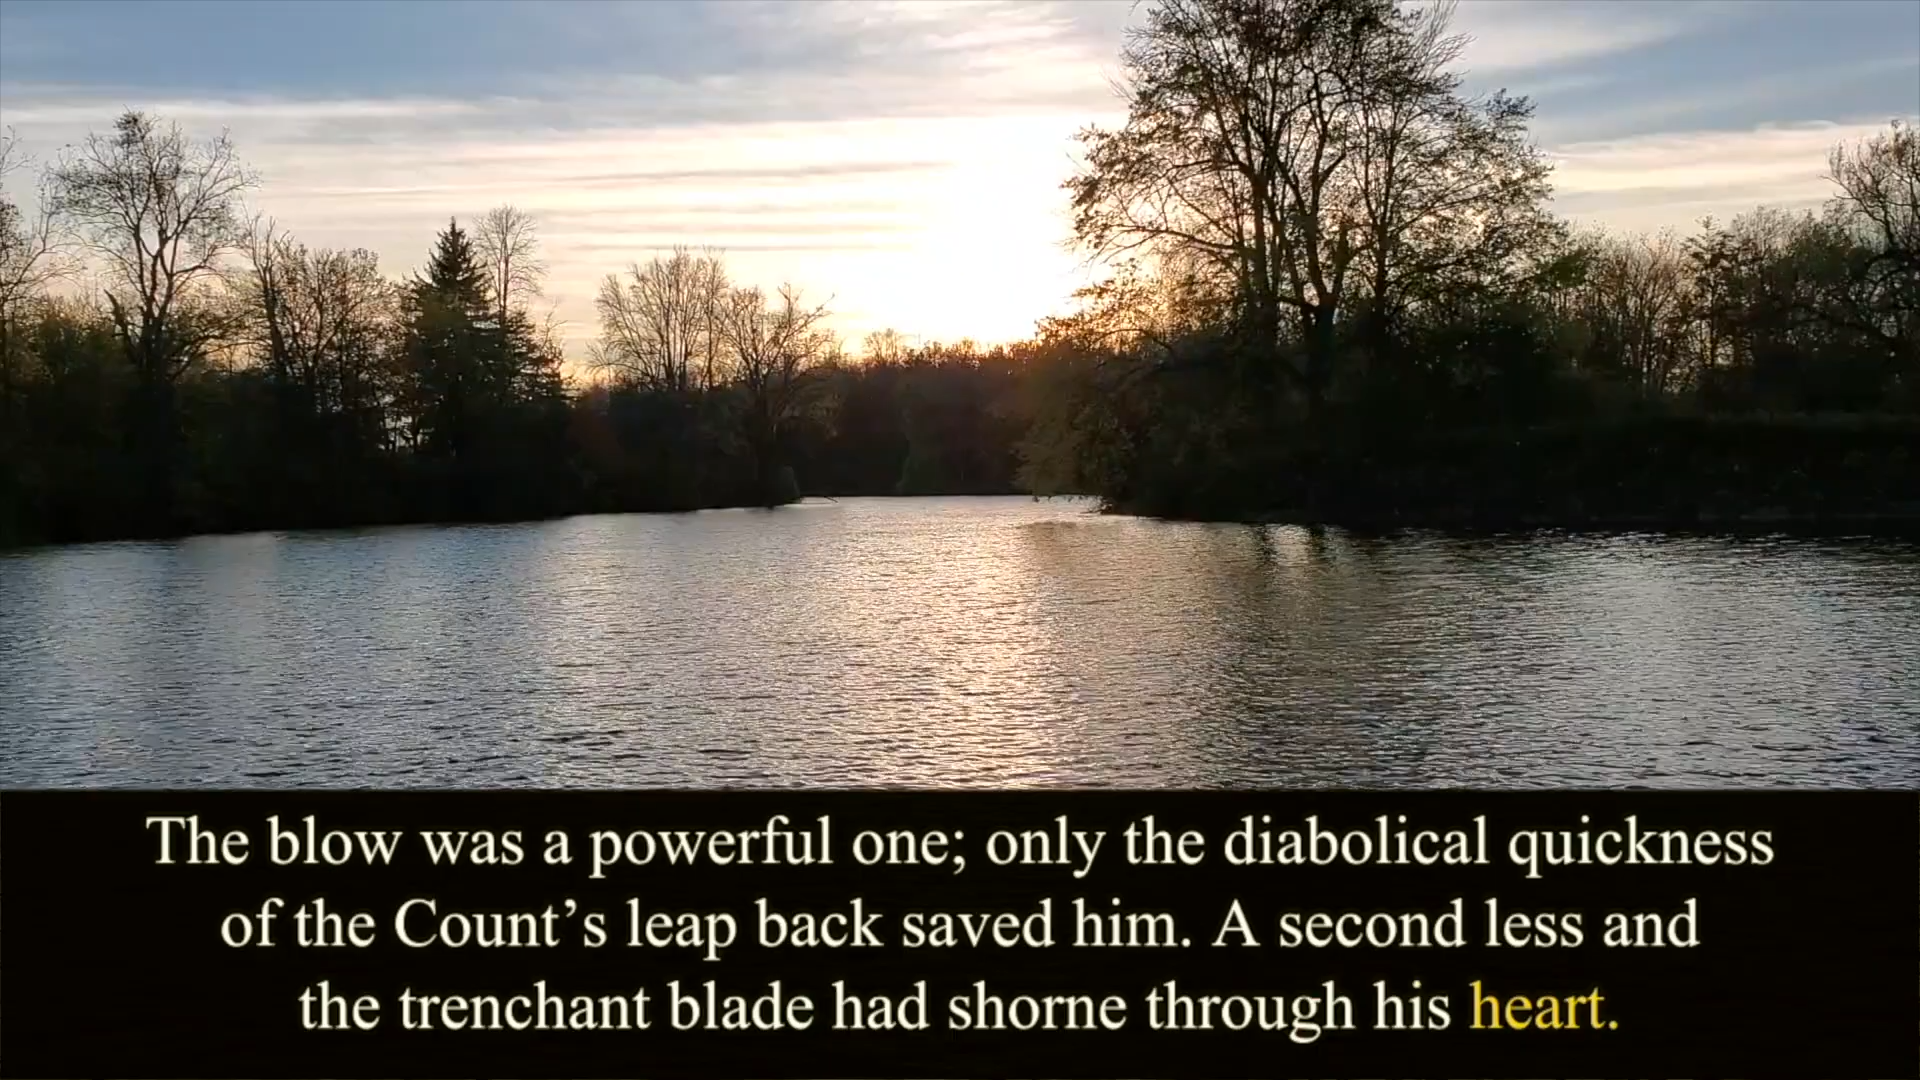 The blow was a powerful one; only the diabolical quickness
of the Count’s leap back saved him. A second less and
the trenchant blade had shorne through his heart.